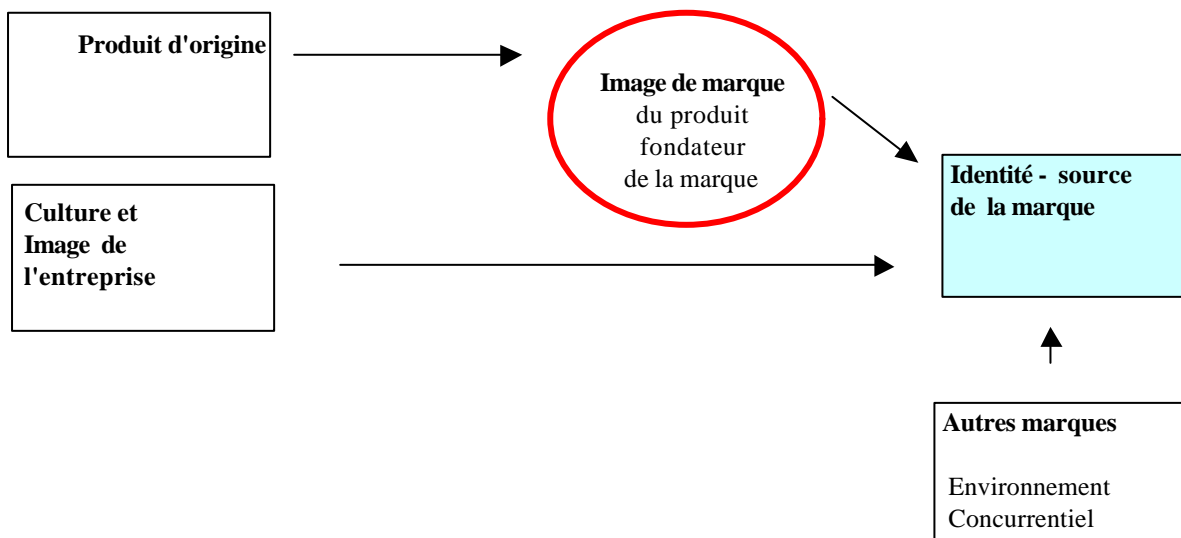 Produit d'origine
Image de marque
du produit
fondateur
de la marque
Identité - source
de la marque
Culture et
Image de
l'entreprise
Autres marques
Environnement
Concurrentiel